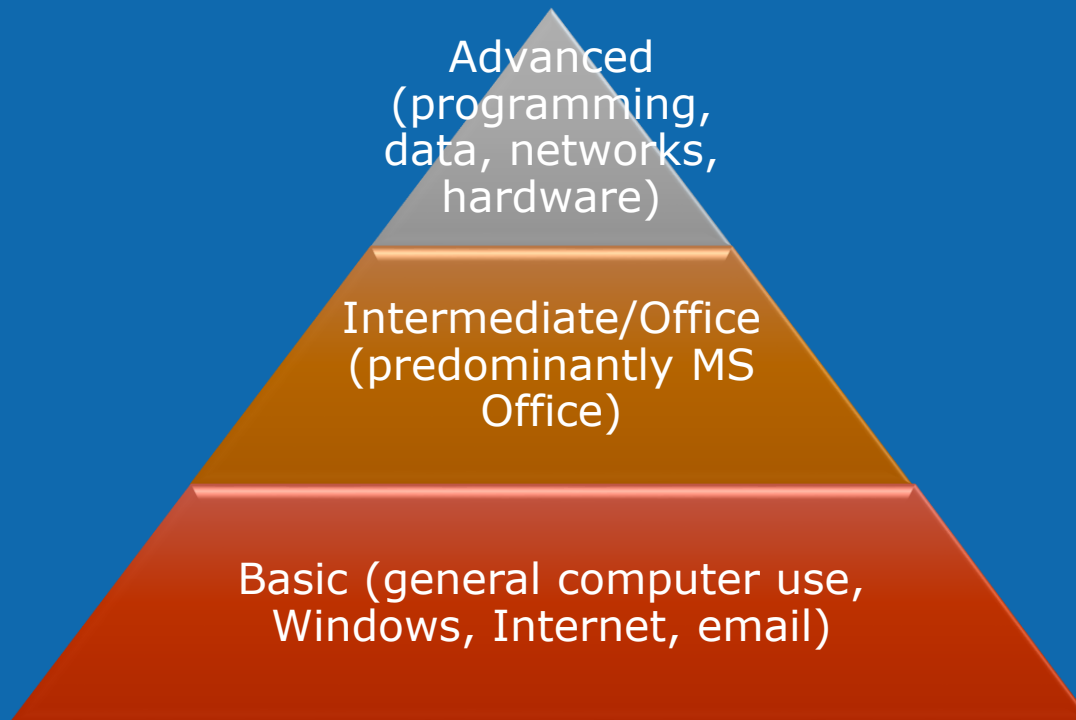 Advanced
(programming,
data, networks,
hardware)
Intermediate/Office
(predominantly MS
Office)
Basic (general computer use,
Windows, Internet, email)